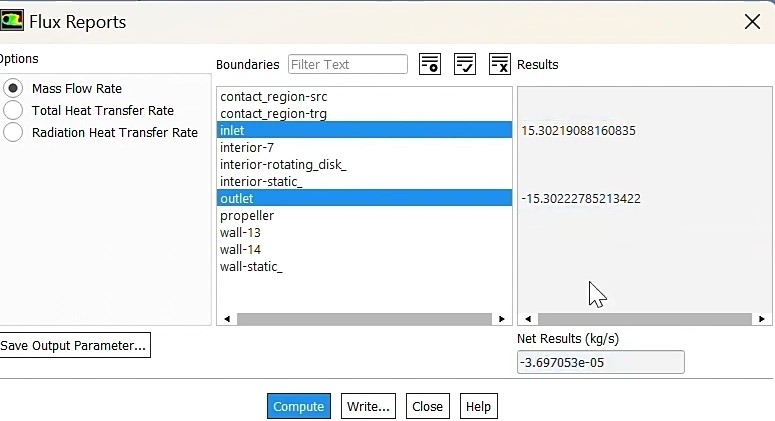 Flux Reports
Options
Mass Flow Rate
Total Heat Transfer Rate
Radiation Heat Transfer Rate
Save Output Parameter...
Boundaries Filter Text
contact_region-src
contact_region-trg
inlet
interior-7
interior-rotating_disk_
interior-static_
outlet
propeller
wall-13
wall-14
wall-static_
Results
15.30219088160835
-15.30222785213422
Net Results (kg/s)
-3.697053e-05
Compute Write... Close Help